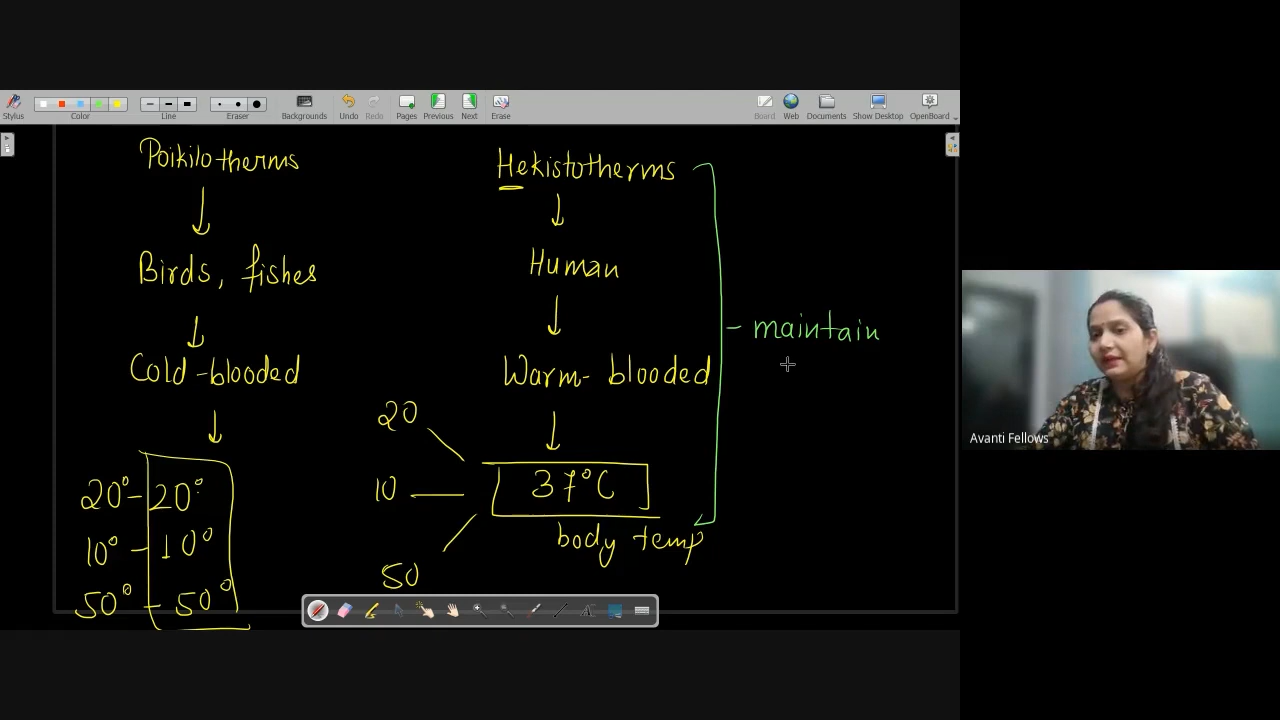 Stylus
Color
Line
Eraser
Backgrounds
Undo
Redo
Pages
Previous
Next
Erase
Board
Web
Documents
Show Desktop
OpenBoard
Poikilotherms
Birds, fishes
Cold-blooded
20° - 20°
10° - 10°
50° - 50°
Hekistotherms
Human
Warm-blooded
20
10
50
37°C
body temp
- maintain
Avanti Fellows